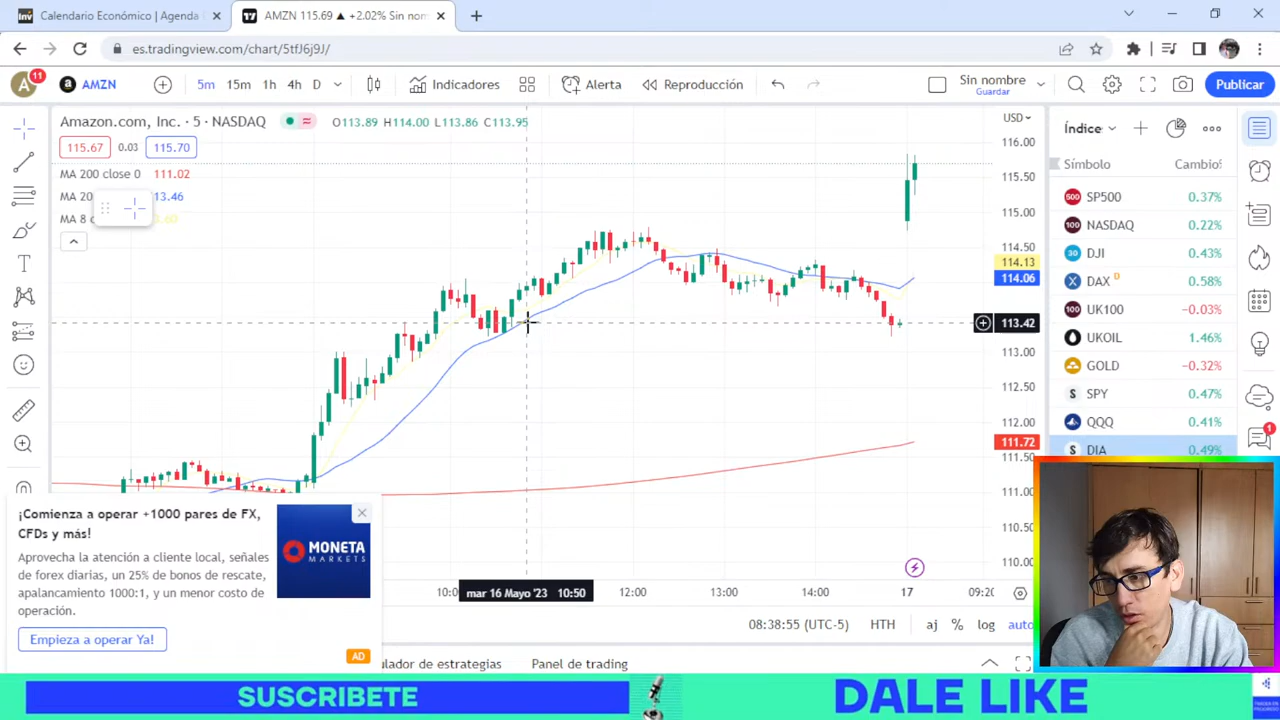 Calendario Económico | Agenda
AMZN 115.69 ▲ +2.02% Sin nom
es.tradingview.com/chart/5tfJ6j9J/
A 11
AMZN
5m 15m 1h 4h D
Indicadores
Alerta
Reproducción
Sin nombre
Guardar
Publicar
Amazon.com, Inc. · 5 · NASDAQ
O113.89 H114.00 L113.86 C113.95
115.67 0.03 115.70
MA 200 close 0 111.02
MA 20 13.46
MA 8 c
USD
116.00
115.50
115.00
114.50
114.13
114.06
113.42
113.00
112.50
112.00
111.72
111.50
111.00
110.50
110.00
Índice
Símbolo Cambio%
SP500 0.37%
NASDAQ 0.22%
DJI 0.43%
DAX D 0.58%
UK100 −0.03%
UKOIL 1.46%
GOLD −0.32%
SPY 0.47%
QQQ 0.41%
DIA 0.49%
1
¡Comienza a operar +1000 pares de FX,
CFDs y más!
Aprovecha la atención a cliente local, señales
de forex diarias, un 25% de bonos de rescate,
apalancamiento 1000:1, y un menor costo de
operación.
MONETA
MARKETS
Empieza a operar Ya!
AD
10:00 mar 16 Mayo '23 10:50 12:00 13:00 14:00 17 09:20
08:38:55 (UTC-5) HTH aj % log auto
ulador de estrategias Panel de trading
SUSCRIBETE
DALE LIKE